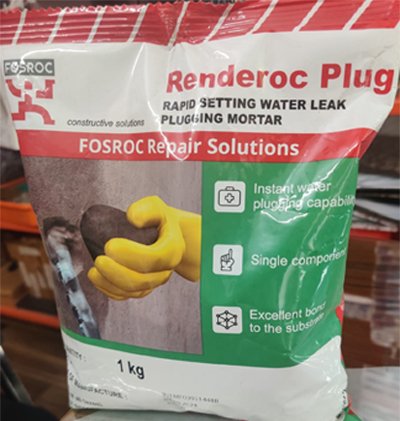 FOSROC
constructive solutions
Renderoc Plug
RAPID SETTING WATER LEAK
PLUGGING MORTAR
FOSROC Repair Solutions
Instant water
plugging capability
Single component
Excellent bond
to the substrate
1 kg